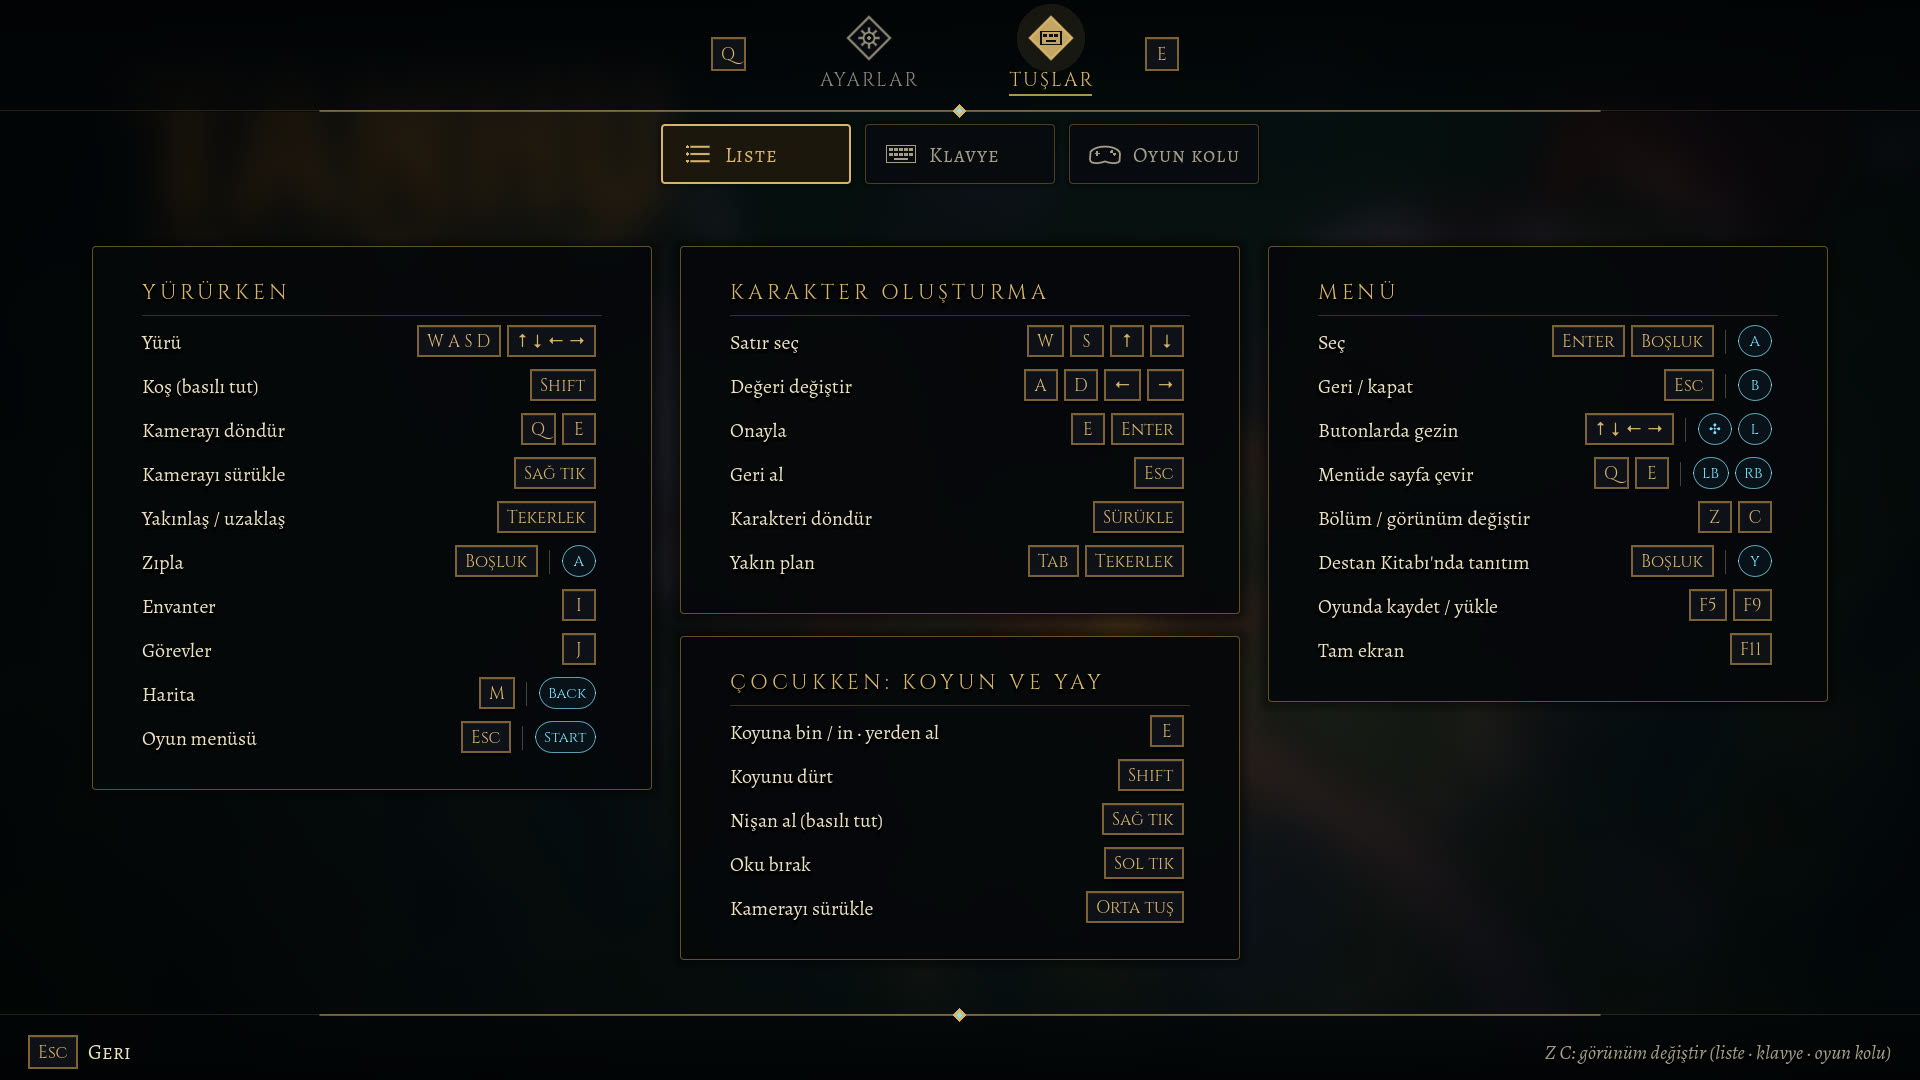 Q AYARLAR TUŞLAR E
Liste Klavye Oyun kolu
YÜRÜRKEN
Yürü W A S D ↑ ↓ ← →
Koş (basılı tut) Shift
Kamerayı döndür Q E
Kamerayı sürükle Sağ tık
Yakınlaş / uzaklaş Tekerlek
Zıpla Boşluk A
Envanter I
Görevler J
Harita M Back
Oyun menüsü Esc Start
KARAKTER OLUŞTURMA
Satır seç W S ↑ ↓
Değeri değiştir A D ← →
Onayla E Enter
Geri al Esc
Karakteri döndür Sürükle
Yakın plan Tab Tekerlek
ÇOCUKKEN: KOYUN VE YAY
Koyuna bin / in · yerden al E
Koyunu dürt Shift
Nişan al (basılı tut) Sağ tık
Oku bırak Sol tık
Kamerayı sürükle Orta tuş
MENÜ
Seç Enter Boşluk A
Geri / kapat Esc B
Butonlarda gezin ↑ ↓ ← → L
Menüde sayfa çevir Q E LB RB
Bölüm / görünüm değiştir Z C
Destan Kitabı'nda tanıtım Boşluk Y
Oyunda kaydet / yükle F5 F9
Tam ekran F11
Esc Geri
Z C: görünüm değiştir (liste · klavye · oyun kolu)